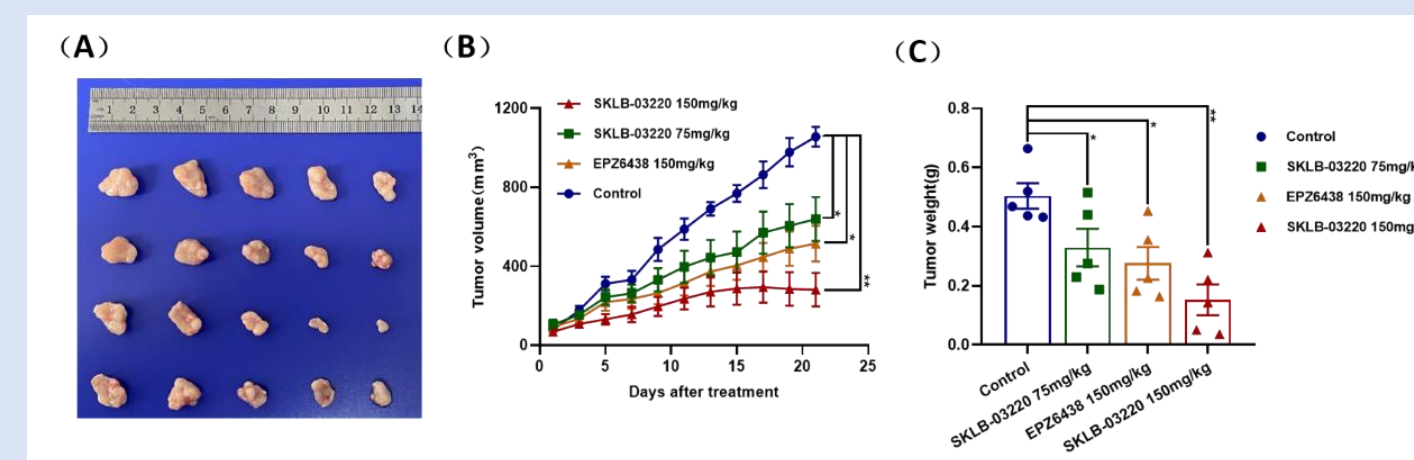 （A）
1 2 3 4 5 6 7 8 9 10 11 12 13 14
（B）
Tumor volume(mm³)
1200
800
400
0
0 5 10 15 20 25
Days after treatment
SKLB-03220 150mg/kg
SKLB-03220 75mg/kg
EPZ6438 150mg/kg
Control
*
*
**
（C）
Tumor weight(g)
0.8
0.6
0.4
0.2
0.0
*
*
**
Control
SKLB-03220 75mg/kg
EPZ6438 150mg/kg
SKLB-03220 150mg/kg
Control
SKLB-03220 75mg/k
EPZ6438 150mg/kg
SKLB-03220 150mg